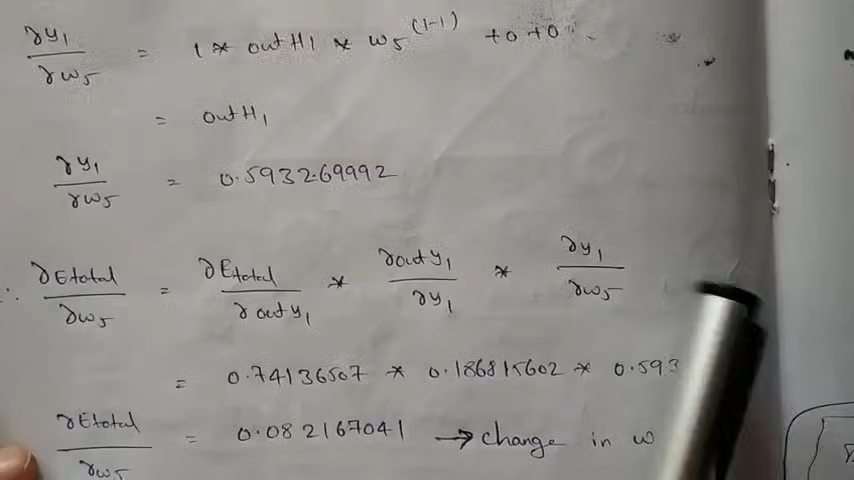 ∂y₁/∂w₅ = 1 * outH₁ * w₅^(1-1) + 0 + 0
= outH₁
∂y₁/∂w₅ = 0.593269992
∴ ∂Etotal/∂w₅ = ∂Etotal/∂outy₁ * ∂outy₁/∂y₁ * ∂y₁/∂w₅
= 0.74136507 * 0.186815602 * 0.593
∂Etotal/∂w₅ = 0.082167041 → change in w